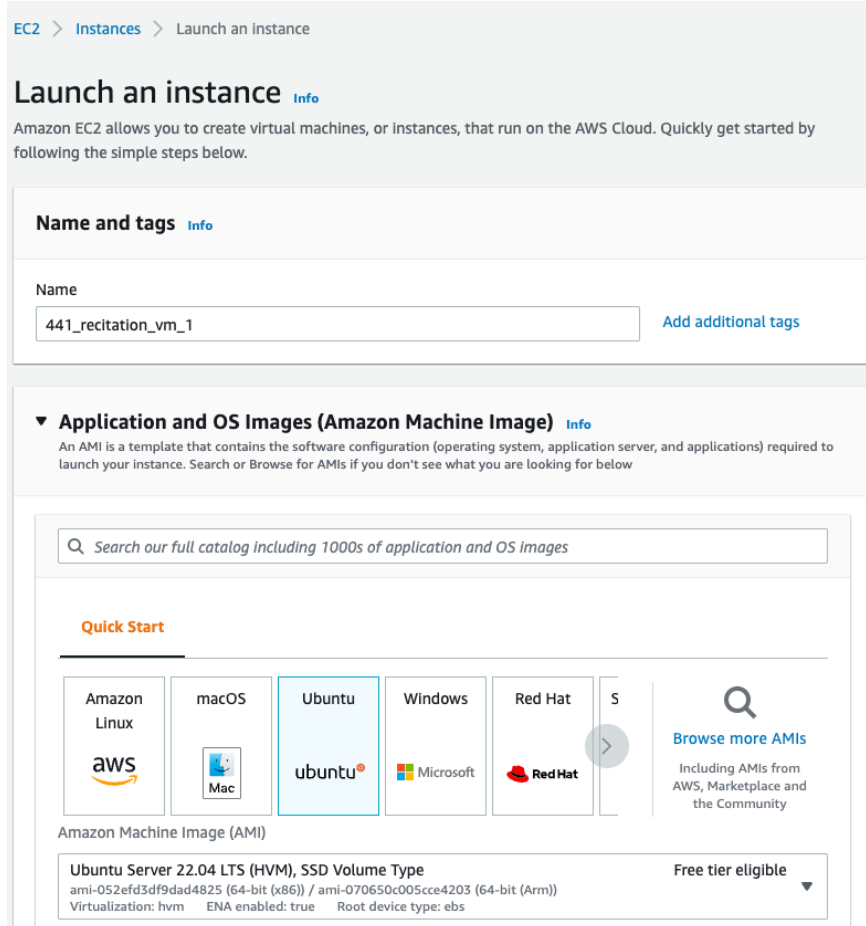 EC2 > Instances > Launch an instance
Launch an instance Info
Amazon EC2 allows you to create virtual machines, or instances, that run on the AWS Cloud. Quickly get started by
following the simple steps below.
Name and tags Info
Name
441_recitation_vm_1
Add additional tags
Application and OS Images (Amazon Machine Image) Info
An AMI is a template that contains the software configuration (operating system, application server, and applications) required to
launch your instance. Search or Browse for AMIs if you don't see what you are looking for below
Search our full catalog including 1000s of application and OS images
Quick Start
Amazon
Linux
aws
macOS
Mac
Ubuntu
ubuntu
Windows
Microsoft
Red Hat
Red Hat
S
Browse more AMIs
Including AMIs from
AWS, Marketplace and
the Community
Amazon Machine Image (AMI)
Ubuntu Server 22.04 LTS (HVM), SSD Volume Type
Free tier eligible
ami-052efd3df9dad4825 (64-bit (x86)) / ami-070650c005cce4203 (64-bit (Arm))
Virtualization: hvm ENA enabled: true Root device type: ebs